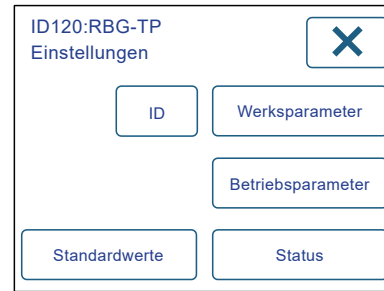 ID120:RBG-TP
Einstellungen
ID
Werksparameter
Betriebsparameter
Standardwerte
Status